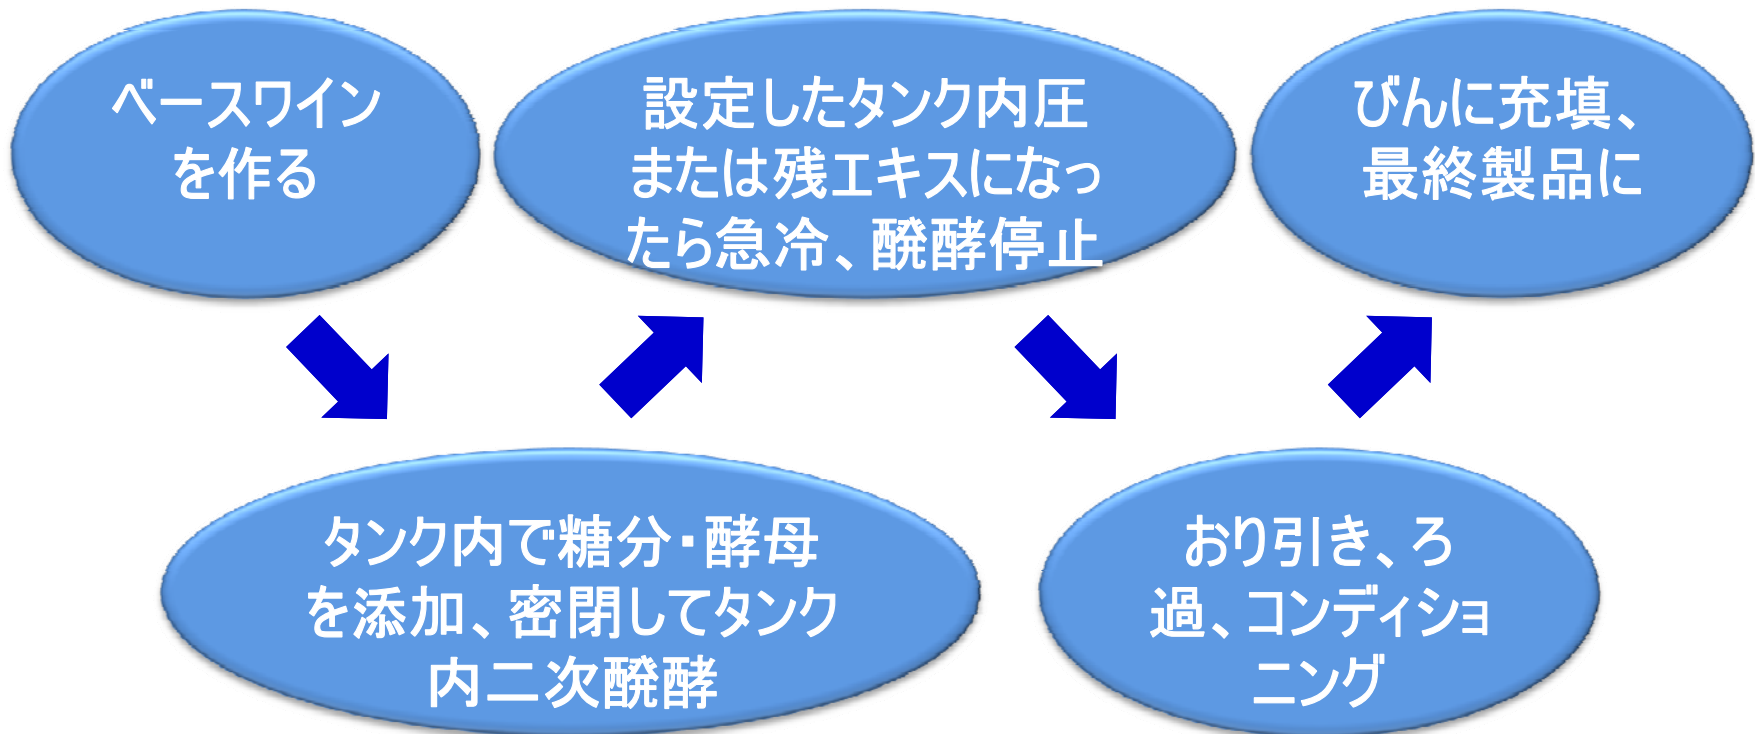 ベースワイン
を作る
タンク内で糖分・酵母
を添加、密閉してタンク
内二次醗酵
設定したタンク内圧
または残エキスになっ
たら急冷、醗酵停止
おり引き、ろ
過、コンディショ
ニング
びんに充填、
最終製品に